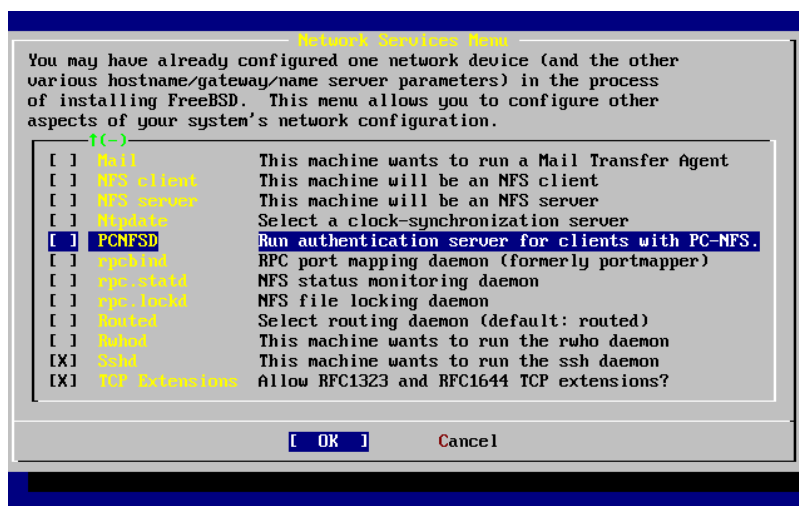 Network Services Menu
You may have already configured one network device (and the other
various hostname/gateway/name server parameters) in the process
of installing FreeBSD.  This menu allows you to configure other
aspects of your system's network configuration.
↑(-)
[ ] Mail This machine wants to run a Mail Transfer Agent
[ ] NFS client This machine will be an NFS client
[ ] NFS server This machine will be an NFS server
[ ] Ntpdate Select a clock-synchronization server
[ ] PCNFSD Run authentication server for clients with PC-NFS.
[ ] rpcbind RPC port mapping daemon (formerly portmapper)
[ ] rpc.statd NFS status monitoring daemon
[ ] rpc.lockd NFS file locking daemon
[ ] Routed Select routing daemon (default: routed)
[ ] Rwhod This machine wants to run the rwho daemon
[X] Sshd This machine wants to run the ssh daemon
[X] TCP Extensions Allow RFC1323 and RFC1644 TCP extensions?
[ OK ] Cancel